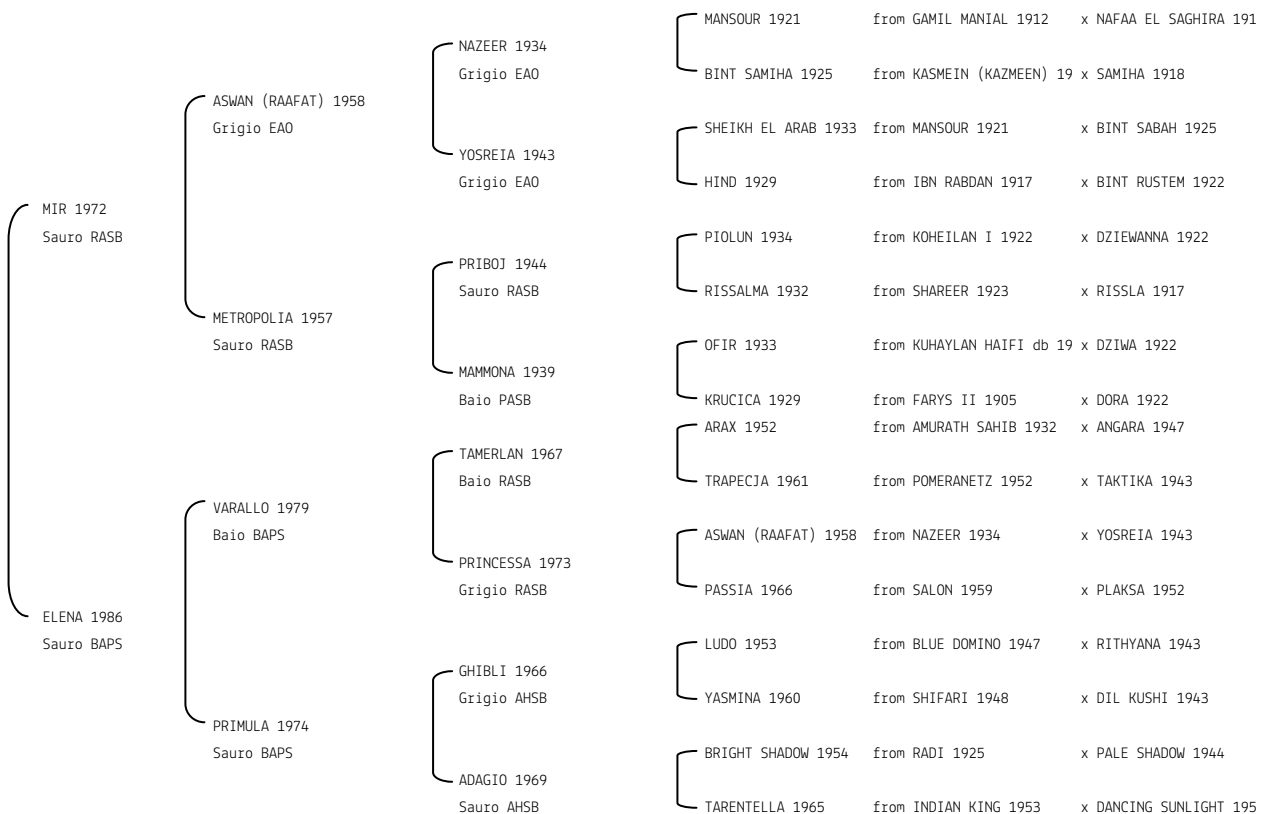 MANSOUR 1921 from GAMIL MANIAL 1912 x NAFAA EL SAGHIRA 191
NAZEER 1934
Grigio EAO BINT SAMIHA 1925 from KASMEIN (KAZMEEN) 19 x SAMIHA 1918
ASWAN (RAAFAT) 1958
Grigio EAO SHEIKH EL ARAB 1933 from MANSOUR 1921 x BINT SABAH 1925
YOSREIA 1943
Grigio EAO HIND 1929 from IBN RABDAN 1917 x BINT RUSTEM 1922
MIR 1972
Sauro RASB PIOLUN 1934 from KOHEILAN I 1922 x DZIEWANNA 1922
PRIBOJ 1944
Sauro RASB RISSALMA 1932 from SHAREER 1923 x RISSLA 1917
METROPOLIA 1957
Sauro RASB OFIR 1933 from KUHAYLAN HAIFI db 19 x DZIWA 1922
MAMMONA 1939
Baio PASB KRUCICA 1929 from FARYS II 1905 x DORA 1922
ARAX 1952 from AMURATH SAHIB 1932 x ANGARA 1947
TAMERLAN 1967
Baio RASB TRAPECJA 1961 from POMERANETZ 1952 x TAKTIKA 1943
VARALLO 1979
Baio BAPS ASWAN (RAAFAT) 1958 from NAZEER 1934 x YOSREIA 1943
PRINCESSA 1973
Grigio RASB PASSIA 1966 from SALON 1959 x PLAKSA 1952
ELENA 1986
Sauro BAPS LUDO 1953 from BLUE DOMINO 1947 x RITHYANA 1943
GHIBLI 1966
Grigio AHSB YASMINA 1960 from SHIFARI 1948 x DIL KUSHI 1943
PRIMULA 1974
Sauro BAPS BRIGHT SHADOW 1954 from RADI 1925 x PALE SHADOW 1944
ADAGIO 1969
Sauro AHSB TARENTELLA 1965 from INDIAN KING 1953 x DANCING SUNLIGHT 195